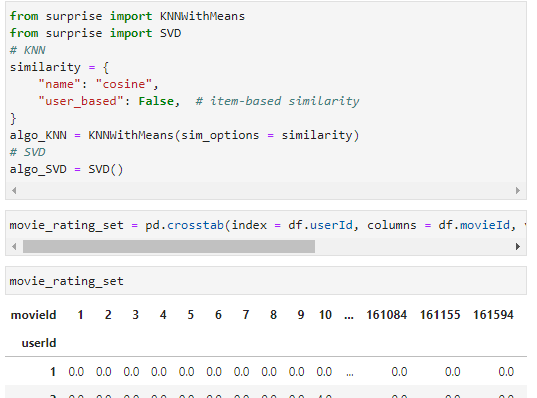 from surprise import KNNWithMeans
from surprise import SVD
# KNN
similarity = {
    "name": "cosine",
    "user_based": False,  # item-based similarity
}
algo_KNN = KNNWithMeans(sim_options = similarity)
# SVD
algo_SVD = SVD()
movie_rating_set = pd.crosstab(index = df.userId, columns = df.movieId,
movie_rating_set
movieId 1 2 3 4 5 6 7 8 9 10 ... 161084 161155 161594
userId
1 0.0 0.0 0.0 0.0 0.0 0.0 0.0 0.0 0.0 0.0 ... 0.0 0.0 0.0